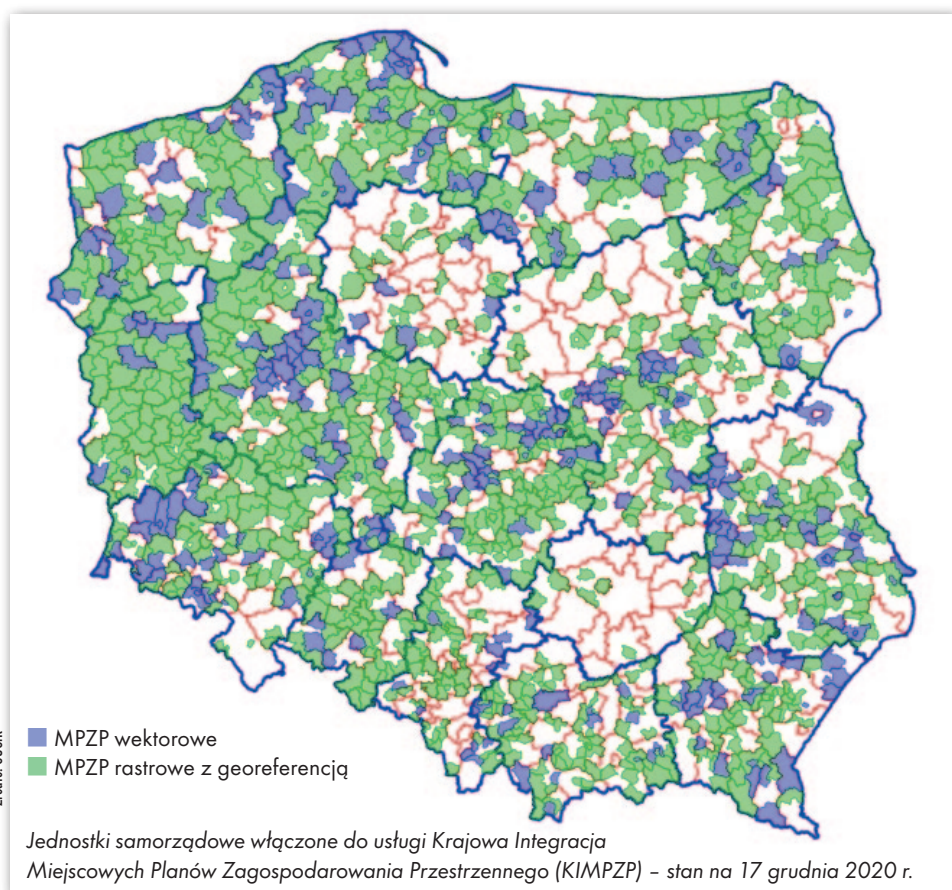 MPZP wektorowe
MPZP rastrowe z georeferencją
Jednostki samorządowe włączone do usługi Krajowa Integracja
Miejscowych Planów Zagospodarowania Przestrzennego (KIMPZP) – stan na 17 grudnia 2020 r.